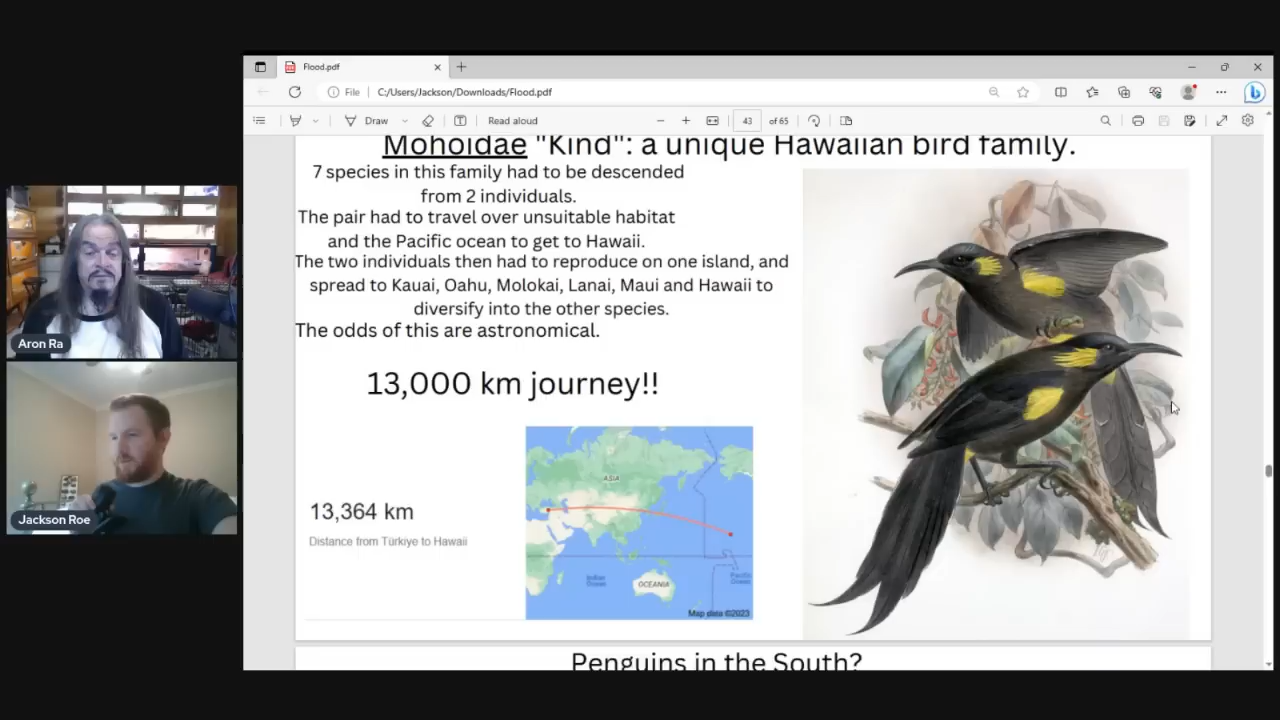 Flood.pdf
File
C:/Users/Jackson/Downloads/Flood.pdf
Draw
Read aloud
43
of 65
Mohoidae "Kind": a unique Hawaiian bird family.
7 species in this family had to be descended
from 2 individuals.
The pair had to travel over unsuitable habitat
and the Pacific ocean to get to Hawaii.
The two individuals then had to reproduce on one island, and
spread to Kauai, Oahu, Molokai, Lanai, Maui and Hawaii to
diversify into the other species.
The odds of this are astronomical.
13,000 km journey!!
13,364 km
Distance from Türkiye to Hawaii
ASIA
Indian
Ocean
OCEANIA
Pacific
Ocean
Map data ©2023
Penguins in the South?
Aron Ra
Jackson Roe